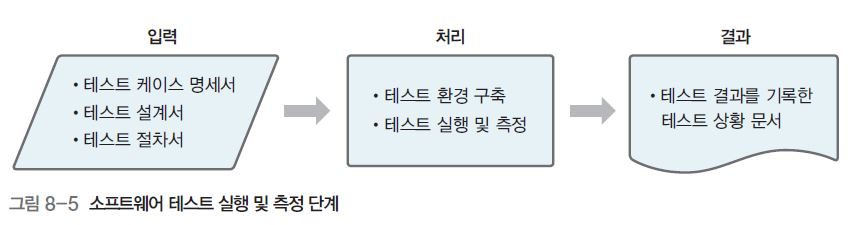 입력
• 테스트 케이스 명세서
• 테스트 설계서
• 테스트 절차서
처리
• 테스트 환경 구축
• 테스트 실행 및 측정
결과
• 테스트 결과를 기록한
테스트 상황 문서
그림 8-5 소프트웨어 테스트 실행 및 측정 단계